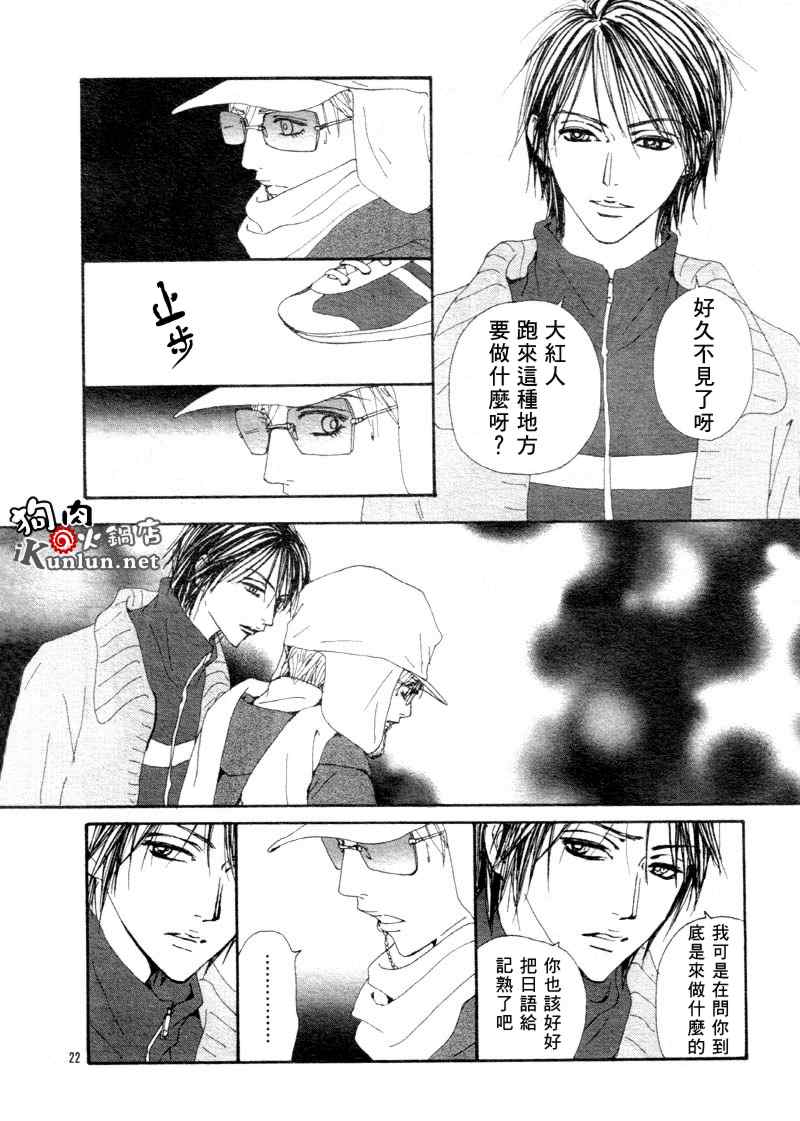 好久不見了呀
大紅人
跑來這種地方
要做什麼呀？
止步
狗肉火鍋店
iKunlun.net
我可是在問你到
底是來做什麼的
你也該好好
把日語給
記熟了吧
…………
22